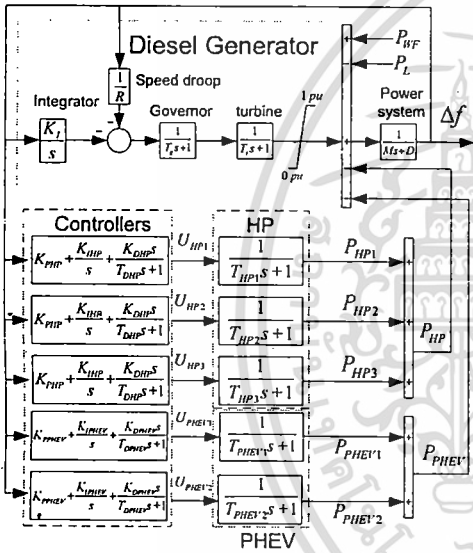 Diesel Generator
P_WF
P_L
1/R Speed droop
Integrator
Governor
turbine
1 pu
0 pu
Power system
Δf
K_I/s
1/(T_g s+1)
1/(T_t s+1)
1/(Ms+D)
Controllers
HP
K_PHP + K_IHP/s + K_DHP s/(T_DHP s+1)
U_HP1
1/(T_HP1 s+1)
P_HP1
K_PHP + K_IHP/s + K_DHP s/(T_DHP s+1)
U_HP2
1/(T_HP2 s+1)
P_HP2
P_HP
K_PHP + K_IHP/s + K_DHP s/(T_DHP s+1)
U_HP3
1/(T_HP3 s+1)
P_HP3
K_PPHEV + K_IPHEV/s + K_DPHEV s/(T_DPHEV s+1)
U_PHEV1
1/(T_PHEV1 s+1)
P_PHEV1
P_PHEV
K_PPHEV + K_IPHEV/s + K_DPHEV s/(T_DPHEV s+1)
U_PHEV2
1/(T_PHEV2 s+1)
P_PHEV2
PHEV